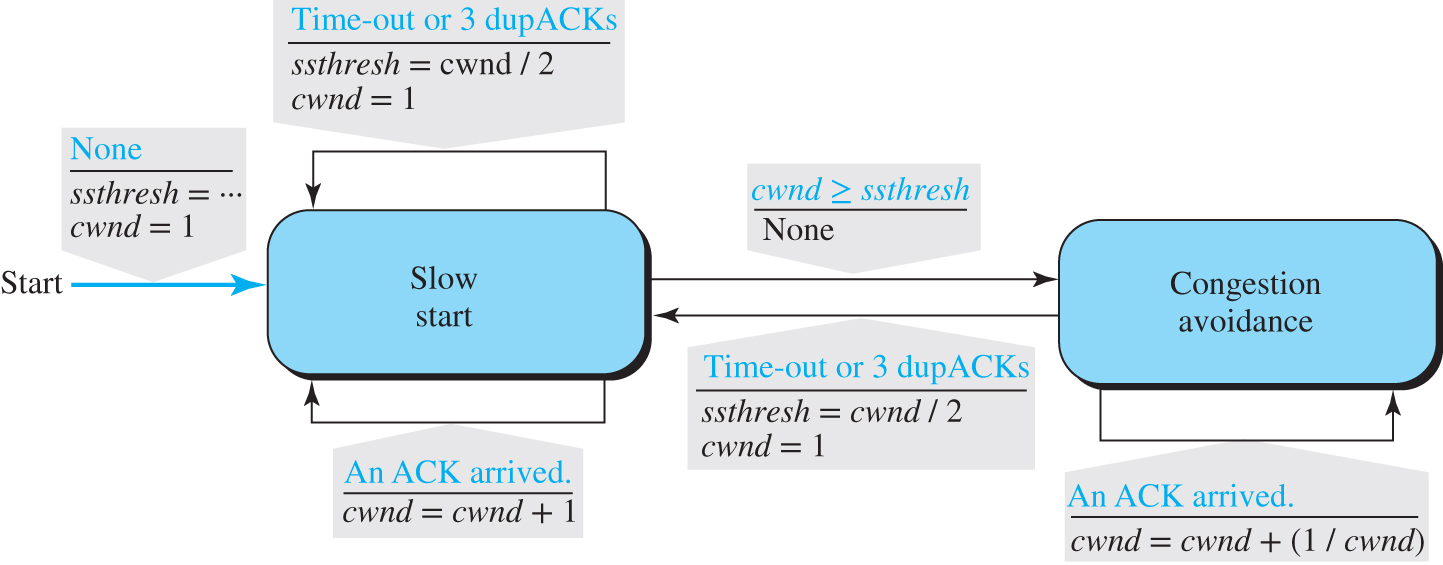 Time-out or 3 dupACKs
ssthresh = cwnd / 2
cwnd = 1
None
ssthresh = ...
cwnd = 1
Start
Slow
start
cwnd ≥ ssthresh
None
Congestion
avoidance
Time-out or 3 dupACKs
ssthresh = cwnd / 2
cwnd = 1
An ACK arrived.
cwnd = cwnd + 1
An ACK arrived.
cwnd = cwnd + (1 / cwnd)